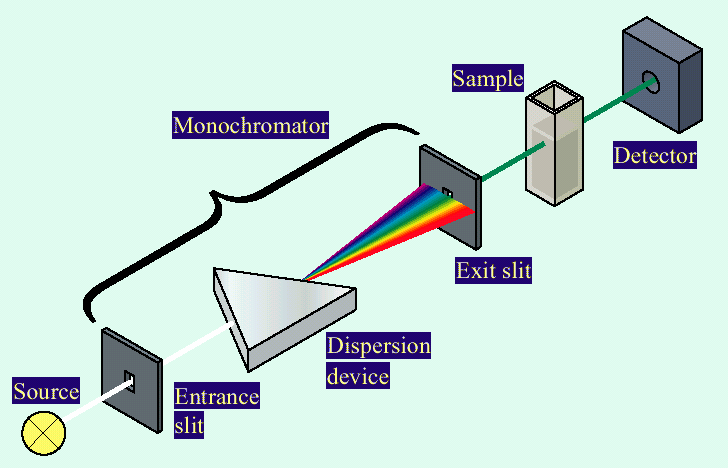 Sample
Monochromator
Detector
Exit slit
Dispersion
device
Source
Entrance
slit